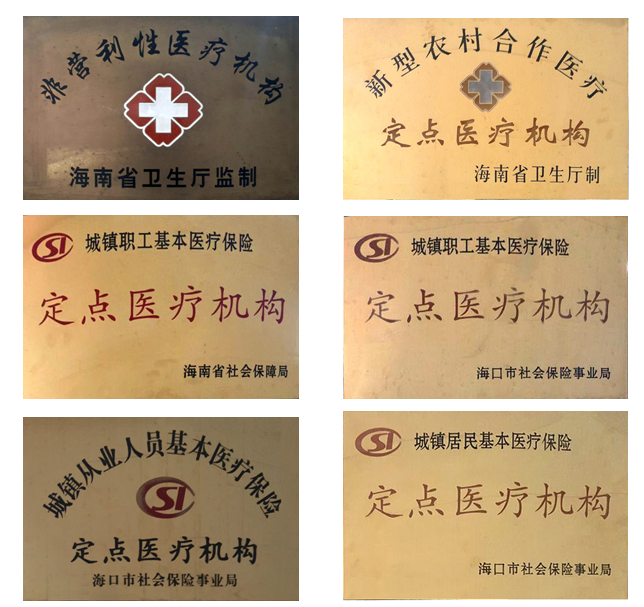 非营利性医疗机构
海南省卫生厅监制
新型农村合作医疗
定点医疗机构
海南省卫生厅制
SI 城镇职工基本医疗保险
定点医疗机构
海南省社会保障局
SI 城镇职工基本医疗保险
定点医疗机构
海口市社会保险事业局
城镇从业人员基本医疗保险
SI
定点医疗机构
海口市社会保险事业局
SI 城镇居民基本医疗保险
定点医疗机构
海口市社会保险事业局